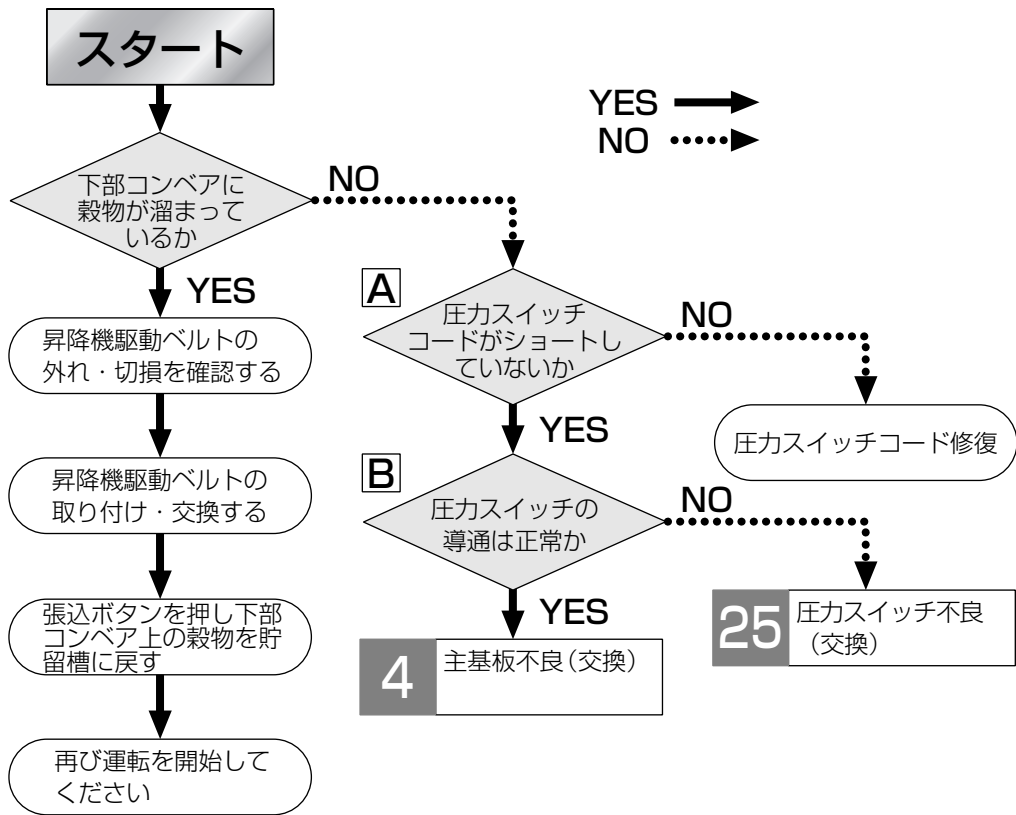 スタート
YES
NO
下部コンベアに
穀物が溜まって
いるか
NO
YES
昇降機駆動ベルトの
外れ・切損を確認する
昇降機駆動ベルトの
取り付け・交換する
張込ボタンを押し下部
コンベア上の穀物を貯
留槽に戻す
再び運転を開始して
ください
A
圧力スイッチ
コードがショートし
ていないか
NO
圧力スイッチコード修復
YES
B
圧力スイッチの
導通は正常か
NO
25
圧力スイッチ不良
（交換）
YES
4
主基板不良（交換）